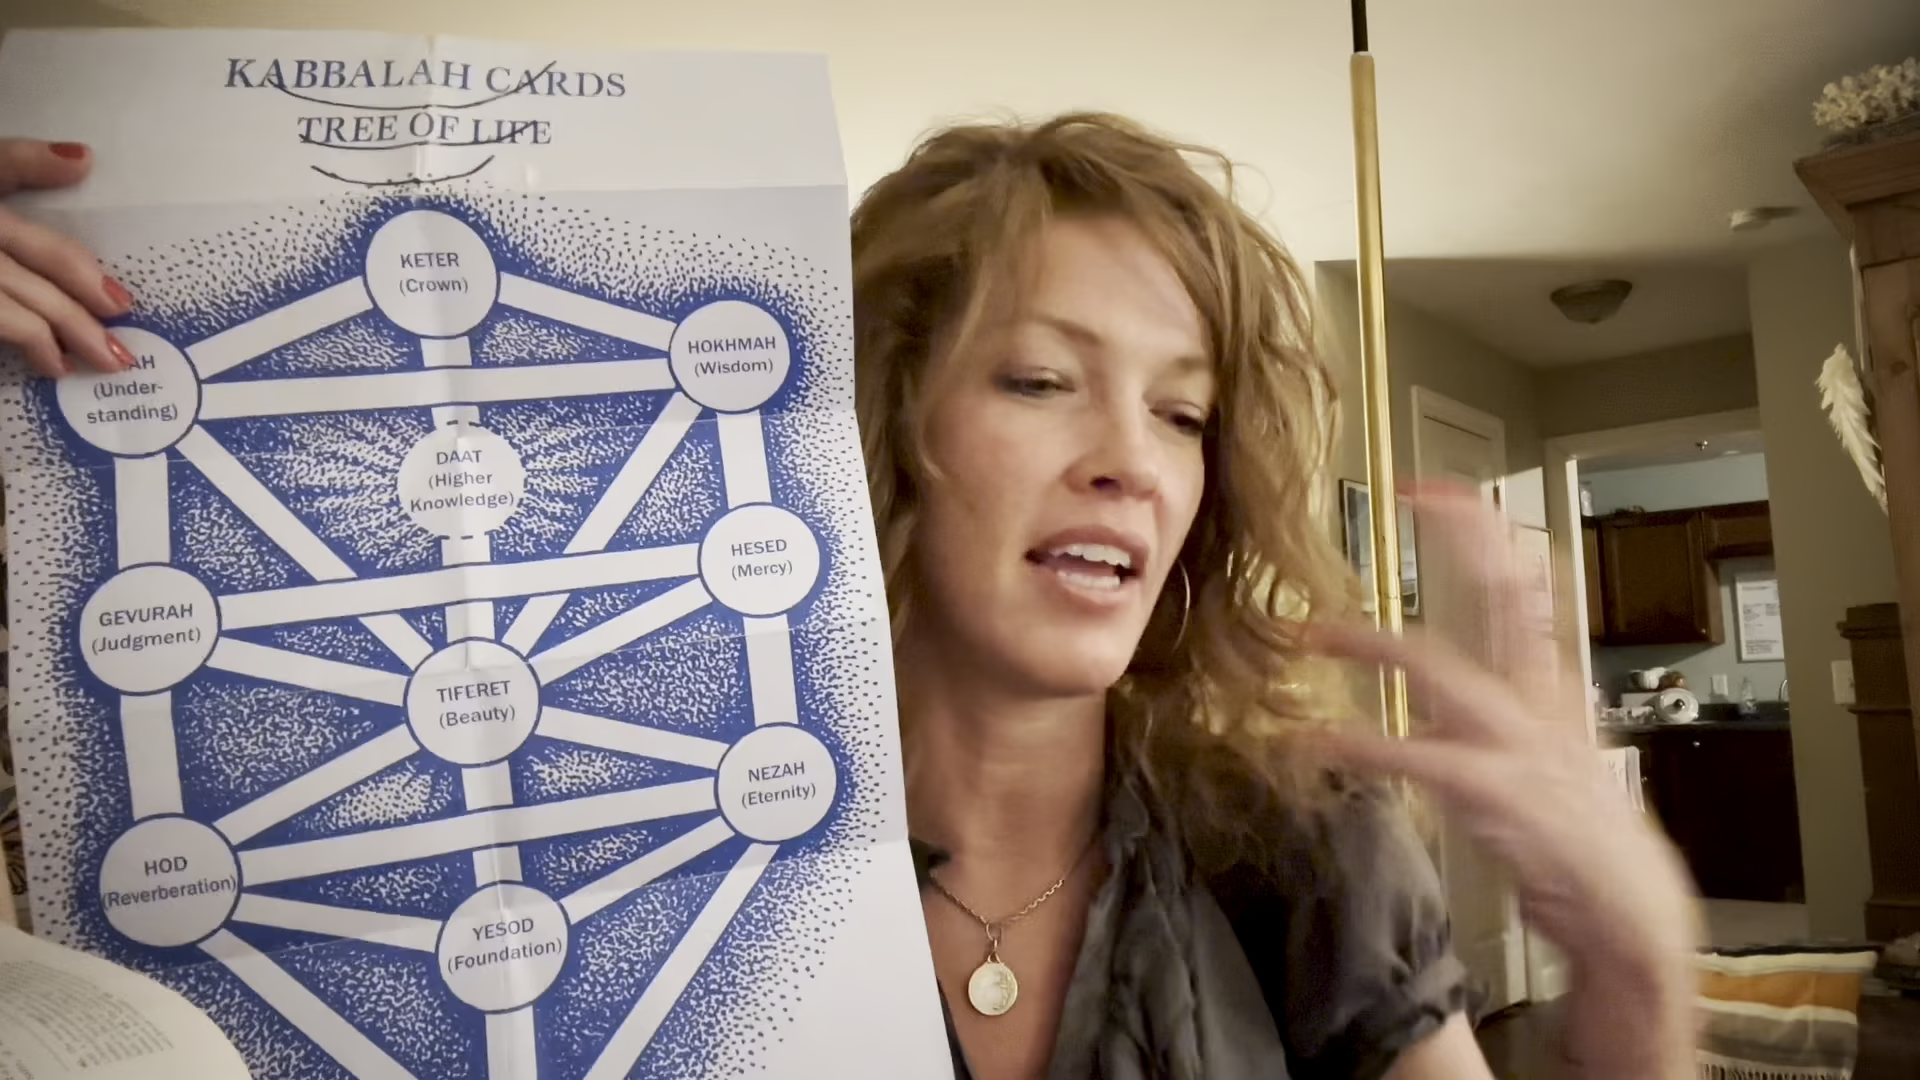 KABBALAH CARDS
TREE OF LIFE
KETER
(Crown)
HOKHMAH
(Wisdom)
AH
(Under-
standing)
DAAT
(Higher
Knowledge)
HESED
(Mercy)
GEVURAH
(Judgment)
TIFERET
(Beauty)
NEZAH
(Eternity)
HOD
(Reverberation)
YESOD
(Foundation)